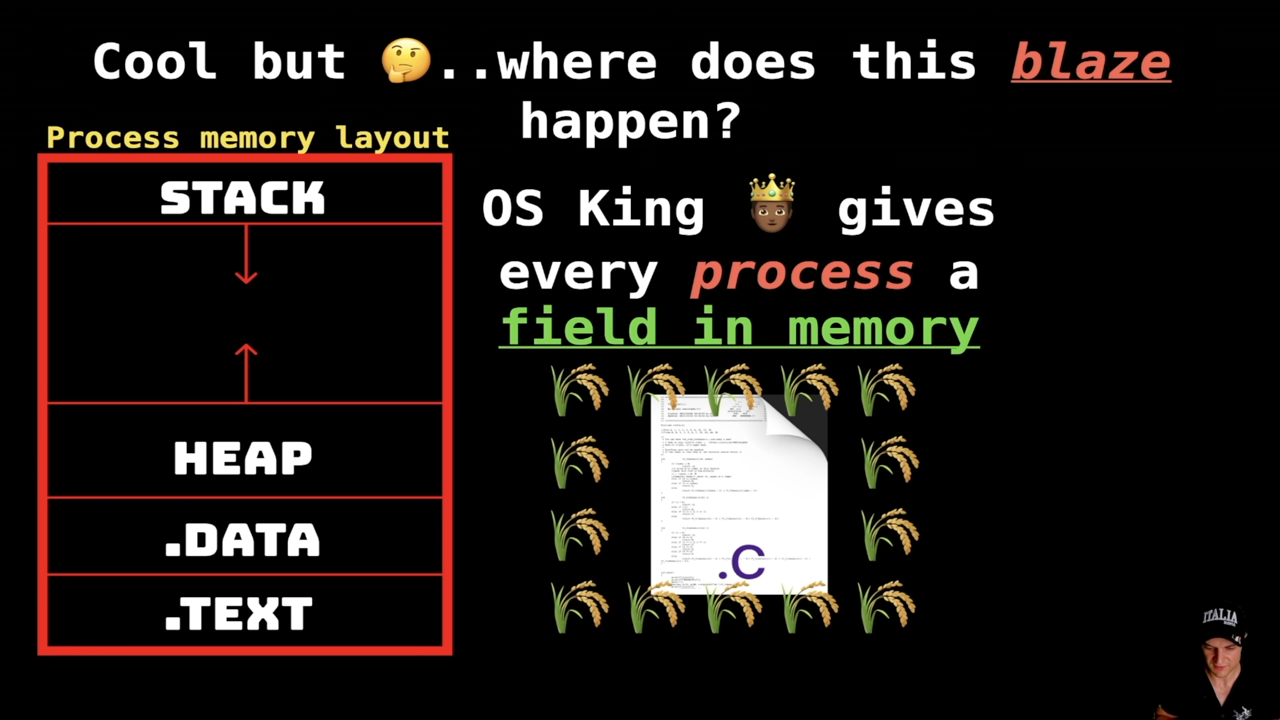 Cool but 🤔..where does this blaze
happen?
Process memory layout
STACK
HEAP
.DATA
.TEXT
OS King 🤴🏾 gives
every process a
field in memory
.C
ITALIA